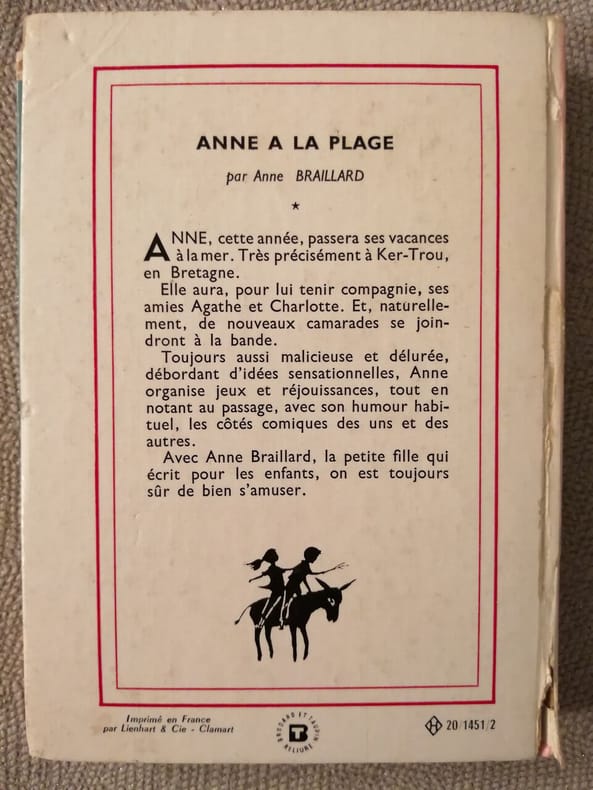 ANNE A LA PLAGE
par Anne BRAILLARD
*
ANNE, cette année, passera ses vacances
à la mer. Très précisément à Ker-Trou,
en Bretagne.
Elle aura, pour lui tenir compagnie, ses
amies Agathe et Charlotte. Et, naturelle-
ment, de nouveaux camarades se join-
dront à la bande.
Toujours aussi malicieuse et délurée,
débordant d'idées sensationnelles, Anne
organise jeux et réjouissances, tout en
notant au passage, avec son humour habi-
tuel, les côtés comiques des uns et des
autres.
Avec Anne Braillard, la petite fille qui
écrit pour les enfants, on est toujours
sûr de bien s'amuser.
Imprimé en France
par Lienhart & Cie - Clamart
BRODARD ET TAUPIN
RELIURE
BT
H 20/1451/2